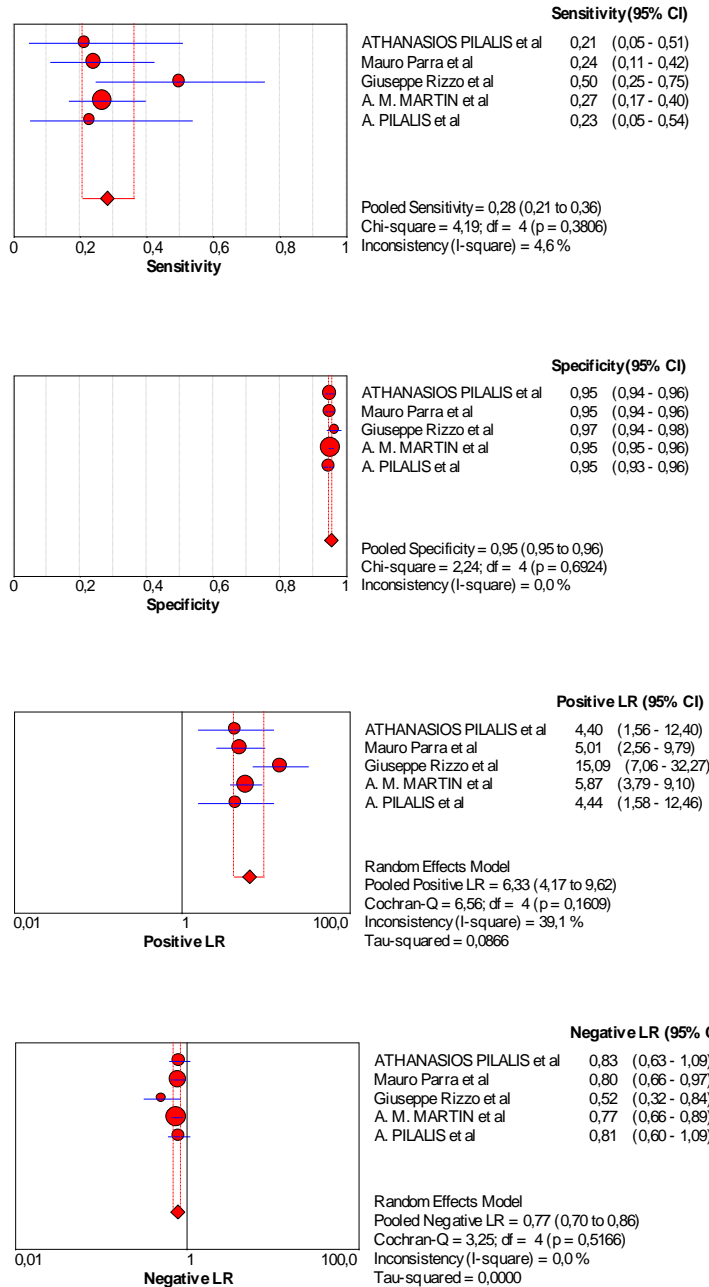 Sensitivity (95% CI)
ATHANASIOS PILALIS et al 0,21 (0,05 - 0,51)
Mauro Parra et al 0,24 (0,11 - 0,42)
Giuseppe Rizzo et al 0,50 (0,25 - 0,75)
A. M. MARTIN et al 0,27 (0,17 - 0,40)
A. PILALIS et al 0,23 (0,05 - 0,54)
Pooled Sensitivity = 0,28 (0,21 to 0,36)
Chi-square = 4,19; df = 4 (p = 0,3806)
Inconsistency (I-square) = 4,6 %
0 0,2 0,4 0,6 0,8 1
Sensitivity
Specificity (95% CI)
ATHANASIOS PILALIS et al 0,95 (0,94 - 0,96)
Mauro Parra et al 0,95 (0,94 - 0,96)
Giuseppe Rizzo et al 0,97 (0,94 - 0,98)
A. M. MARTIN et al 0,95 (0,95 - 0,96)
A. PILALIS et al 0,95 (0,93 - 0,96)
Pooled Specificity = 0,95 (0,95 to 0,96)
Chi-square = 2,24; df = 4 (p = 0,6924)
Inconsistency (I-square) = 0,0 %
0 0,2 0,4 0,6 0,8 1
Specificity
Positive LR (95% CI)
ATHANASIOS PILALIS et al 4,40 (1,56 - 12,40)
Mauro Parra et al 5,01 (2,56 - 9,79)
Giuseppe Rizzo et al 15,09 (7,06 - 32,27)
A. M. MARTIN et al 5,87 (3,79 - 9,10)
A. PILALIS et al 4,44 (1,58 - 12,46)
Random Effects Model
Pooled Positive LR = 6,33 (4,17 to 9,62)
Cochran-Q = 6,56; df = 4 (p = 0,1609)
Inconsistency (I-square) = 39,1 %
Tau-squared = 0,0866
0,01 1 100,0
Positive LR
Negative LR (95% C
ATHANASIOS PILALIS et al 0,83 (0,63 - 1,09)
Mauro Parra et al 0,80 (0,66 - 0,97)
Giuseppe Rizzo et al 0,52 (0,32 - 0,84)
A. M. MARTIN et al 0,77 (0,66 - 0,89)
A. PILALIS et al 0,81 (0,60 - 1,09)
Random Effects Model
Pooled Negative LR = 0,77 (0,70 to 0,86)
Cochran-Q = 3,25; df = 4 (p = 0,5166)
Inconsistency (I-square) = 0,0 %
Tau-squared = 0,0000
0,01 1 100,0
Negative LR